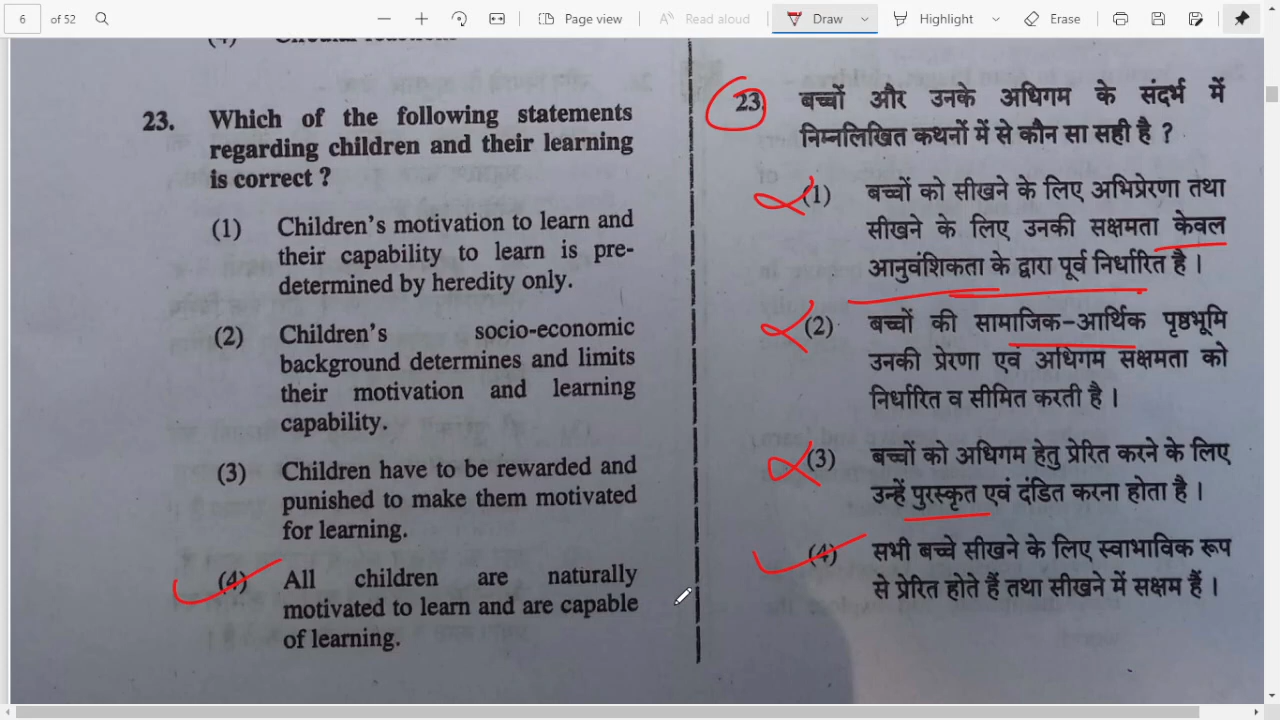 6
of 52
Page view
Read aloud
Draw
Highlight
Erase
23. Which of the following statements
regarding children and their learning
is correct ?
(1) Children's motivation to learn and
their capability to learn is pre-
determined by heredity only.
(2) Children's socio-economic
background determines and limits
their motivation and learning
capability.
(3) Children have to be rewarded and
punished to make them motivated
for learning.
(4) All children are naturally
motivated to learn and are capable
of learning.
23. बच्चों और उनके अधिगम के संदर्भ में
निम्नलिखित कथनों में से कौन सा सही है ?
(1) बच्चों को सीखने के लिए अभिप्रेरणा तथा
सीखने के लिए उनकी सक्षमता केवल
आनुवंशिकता के द्वारा पूर्व निर्धारित है ।
(2) बच्चों की सामाजिक-आर्थिक पृष्ठभूमि
उनकी प्रेरणा एवं अधिगम सक्षमता को
निर्धारित व सीमित करती है ।
(3) बच्चों को अधिगम हेतु प्रेरित करने के लिए
उन्हें पुरस्कृत एवं दंडित करना होता है ।
(4) सभी बच्चे सीखने के लिए स्वाभाविक रूप
से प्रेरित होते हैं तथा सीखने में सक्षम हैं ।